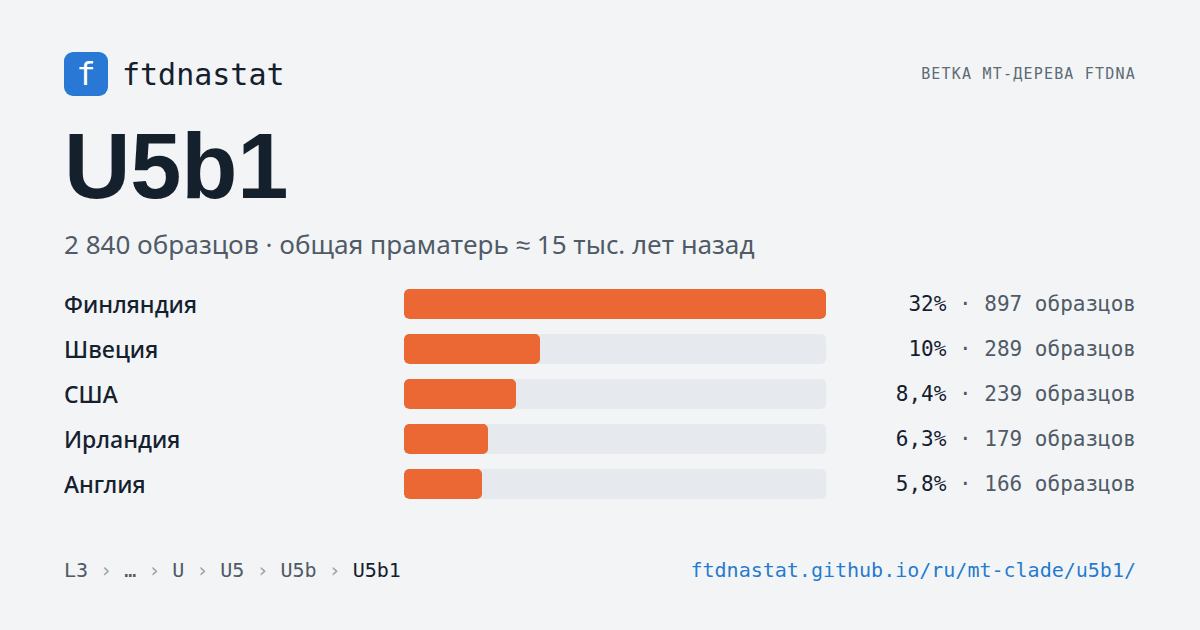 f ftdnastat
ВЕТКА МТ-ДЕРЕВА FTDNA
U5b1
2 840 образцов · общая праматерь ≈ 15 тыс. лет назад
Финляндия 32% · 897 образцов
Швеция 10% · 289 образцов
США 8,4% · 239 образцов
Ирландия 6,3% · 179 образцов
Англия 5,8% · 166 образцов
L3 › … › U › U5 › U5b › U5b1
ftdnastat.github.io/ru/mt-clade/u5b1/